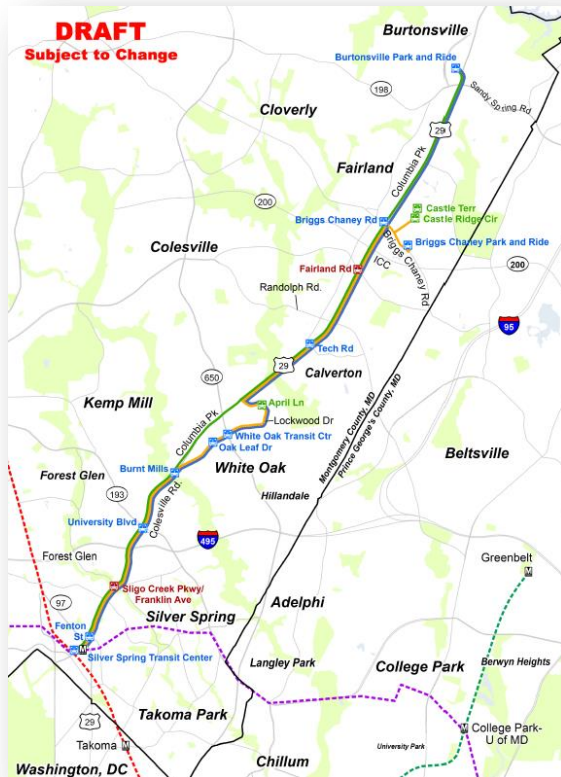 DRAFT
Subject to Change
Burtonsville
Burtonsville Park and Ride
198
Sandy Spring Rd
Cloverly
29
Columbia Pk
Fairland
200
Castle Terr
Castle Ridge Cir
Briggs Chaney Rd
Briggs Chaney Park and Ride
Colesville
Briggs Chaney Rd
Fairland Rd
ICC
200
Randolph Rd.
95
Tech Rd
29
650
Calverton
Montgomery County, MD
Prince George's County, MD
Kemp Mill
April Ln
Columbia Pk
Lockwood Dr
White Oak Transit Ctr
Oak Leaf Dr
Beltsville
Burnt Mills
White Oak
Forest Glen
Colesville Rd.
193
Hillandale
University Blvd
495
Forest Glen
Greenbelt
M
Sligo Creek Pkwy/
Franklin Ave
97
Adelphi
Silver Spring
Fenton
St
M
Silver Spring Transit Center
Langley Park
College Park
Berwyn Heights
29
Takoma Park
M
College Park-
U of MD
Takoma
M
University Park
Washington, DC
Chillum